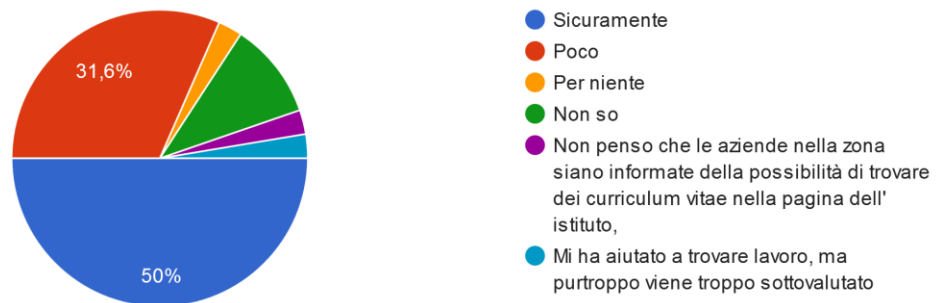 31,6%
50%
Sicuramente
Poco
Per niente
Non so
Non penso che le aziende nella zona
siano informate della possibilità di trovare
dei curriculum vitae nella pagina dell'
istituto,
Mi ha aiutato a trovare lavoro, ma
purtroppo viene troppo sottovalutato